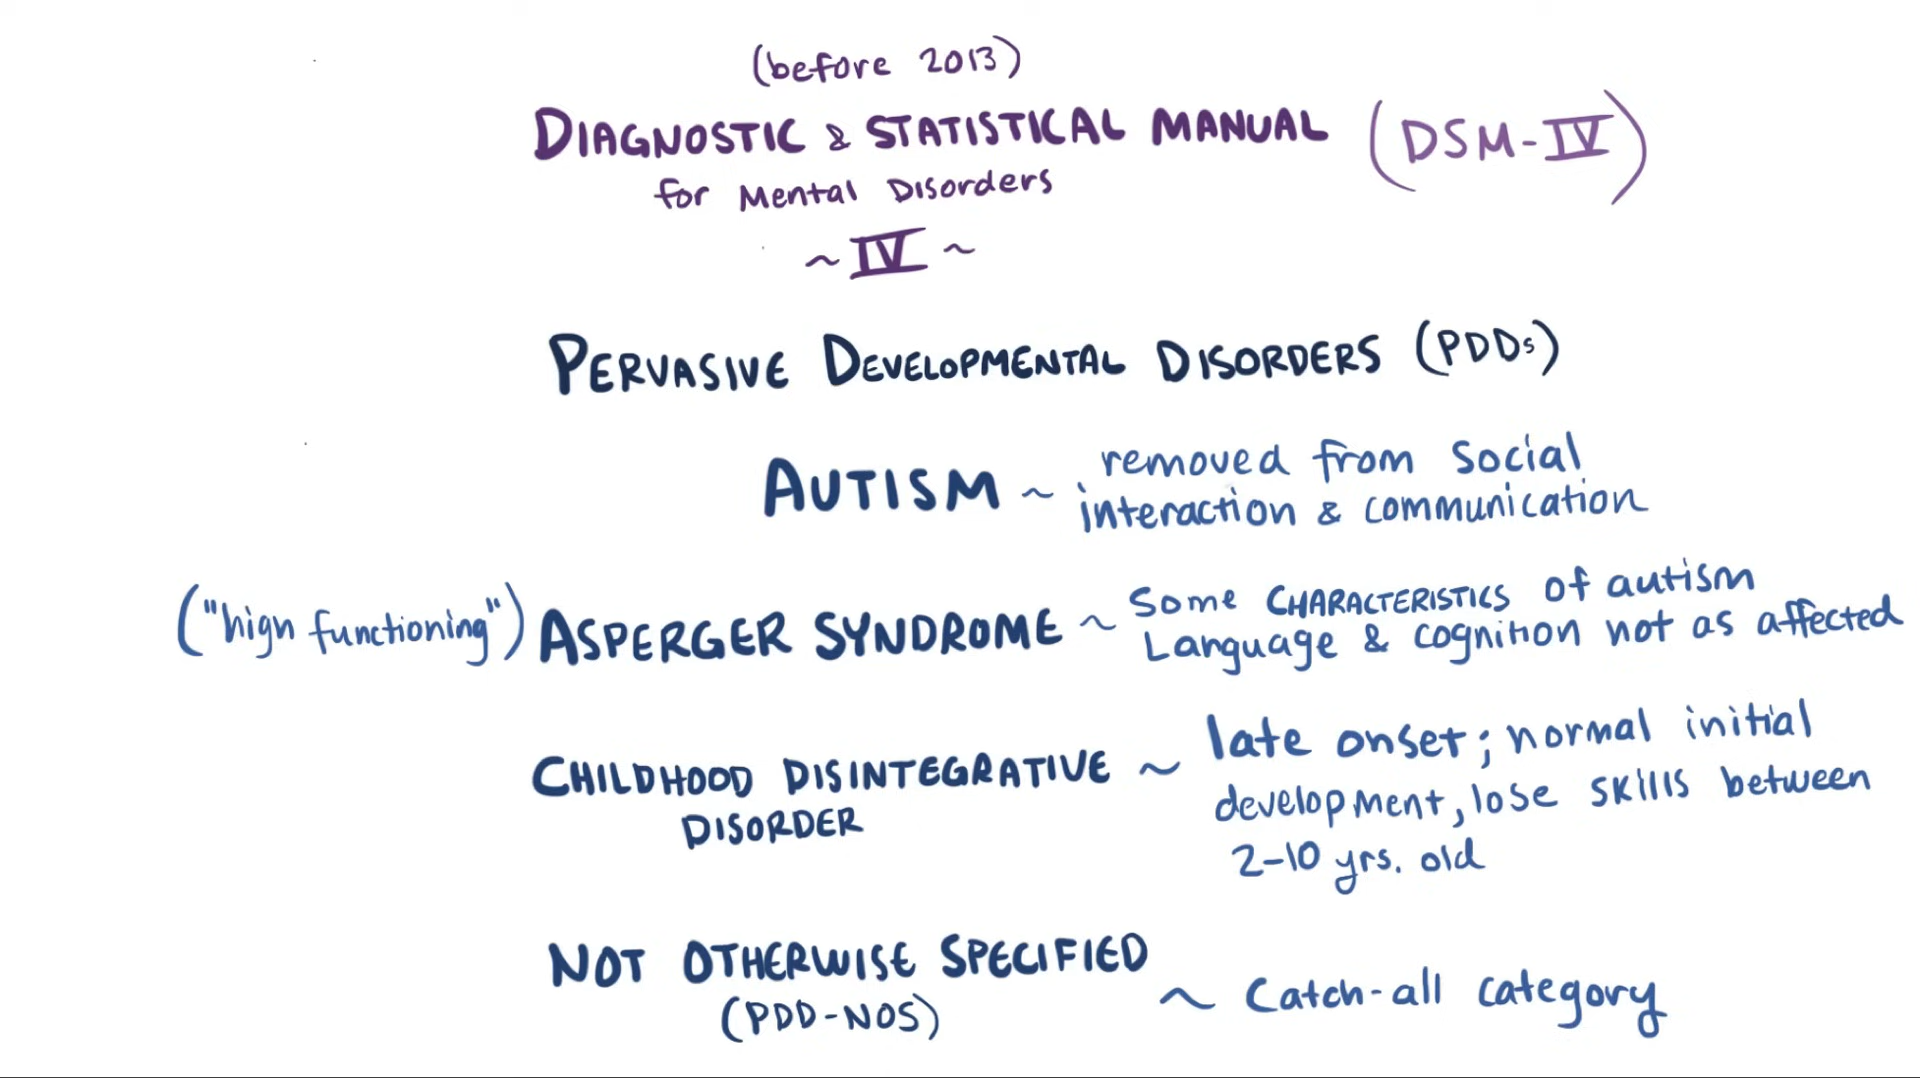 (before 2013)
DIAGNOSTIC & STATISTICAL MANUAL (DSM-IV)
for Mental Disorders
~ IV ~
PERVASIVE DEVELOPMENTAL DISORDERS (PDDs)
AUTISM ~ removed from social
interaction & communication
("hign functioning") ASPERGER SYNDROME ~ Some CHARACTERISTICS of autism
Language & cognition not as affected
CHILDHOOD DISINTEGRATIVE ~ late onset; normal initial
DISORDER
development, lose skills between
2-10 yrs. old
NOT OTHERWISE SPECIFIED
(PDD-NOS) ~ Catch-all category